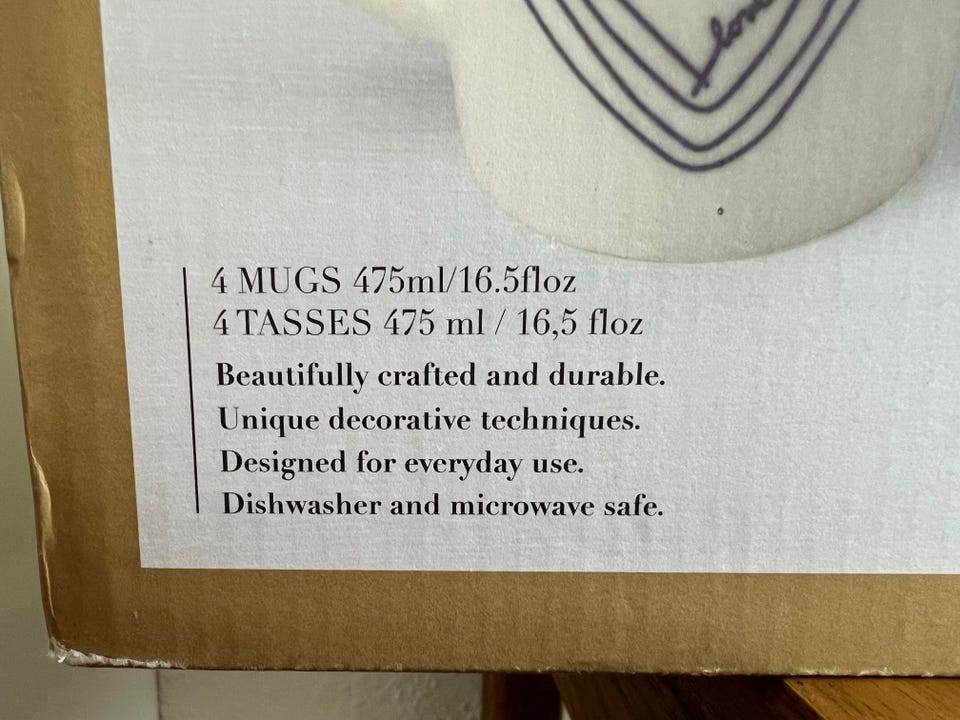 love
4 MUGS 475ml/16.5floz
4 TASSES 475 ml / 16,5 floz
Beautifully crafted and durable.
Unique decorative techniques.
Designed for everyday use.
Dishwasher and microwave safe.